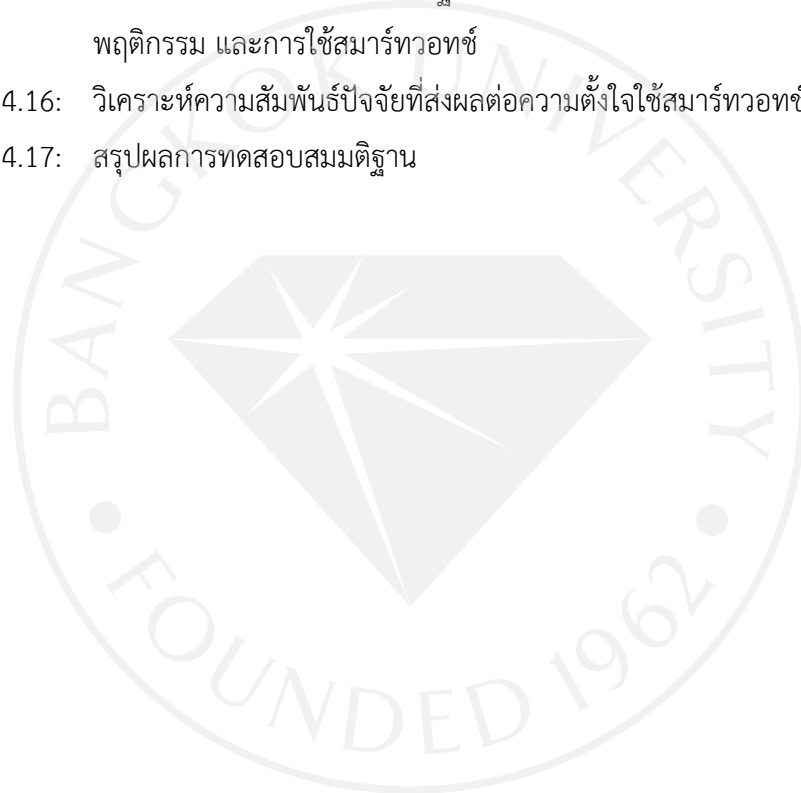 พฤติกรรม และการใช้สมาร์ทวอทช์
4.16: วิเคราะห์ความสัมพันธ์ปัจจัยที่ส่งผลต่อความตั้งใจใช้สมาร์ทวอทช์
4.17: สรุปผลการทดสอบสมมติฐาน
BANGKOK UNIVERSITY
FOUNDED 1962